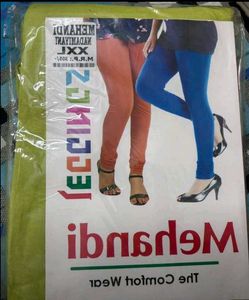 MEHANDI
XXL
M.R.P.
Leggings
Mehandi
The Comfort Wear